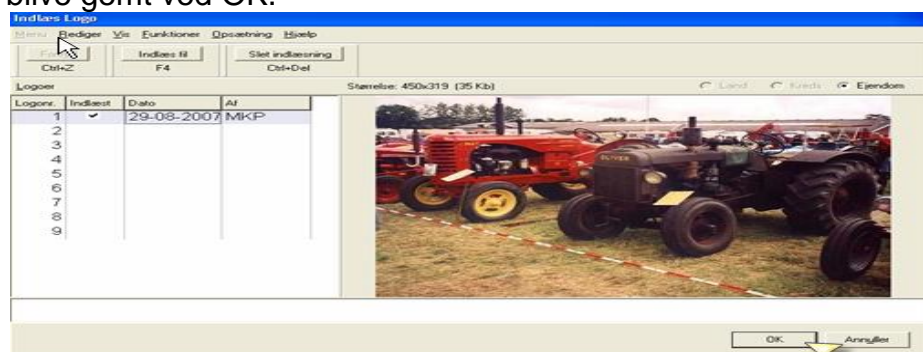 blive gemt ved OK.
Indlæs Logo
Menu Rediger Vis Funktioner Opsætning Hjælp
Indlæs fil Slet indlæsning
Ctrl+Z F4 Ctrl+Del
Logoer Størrelse: 450x319 (35 Kb) Land Kreds Ejendom
Logonr. Indlæst Dato Af
1 29-08-2007 MKP
2
3
4
5
6
7
8
9
OLIVER
OK Annuller